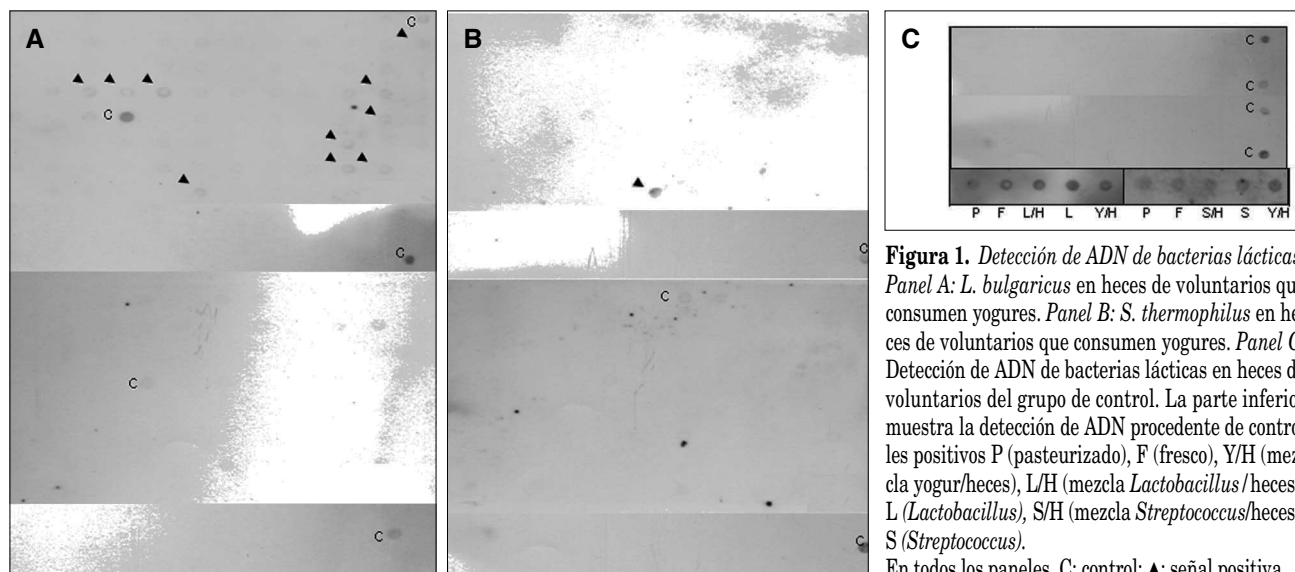 A
C
C
C
C
C
B
C
C
C
C
C
C
C
C
C
P F L/H L Y/H P F S/H S Y/H
Figura 1. Detección de ADN de bacterias lácticas
Panel A: L. bulgaricus en heces de voluntarios qu
consumen yogures. Panel B: S. thermophilus en he
ces de voluntarios que consumen yogures. Panel C
Detección de ADN de bacterias lácticas en heces d
voluntarios del grupo de control. La parte inferio
muestra la detección de ADN procedente de contro
les positivos P (pasteurizado), F (fresco), Y/H (mez
cla yogur/heces), L/H (mezcla Lactobacillus/heces
L (Lactobacillus), S/H (mezcla Streptococcus/heces
S (Streptococcus).
En todos los paneles, C: control; ▲: señal positiva